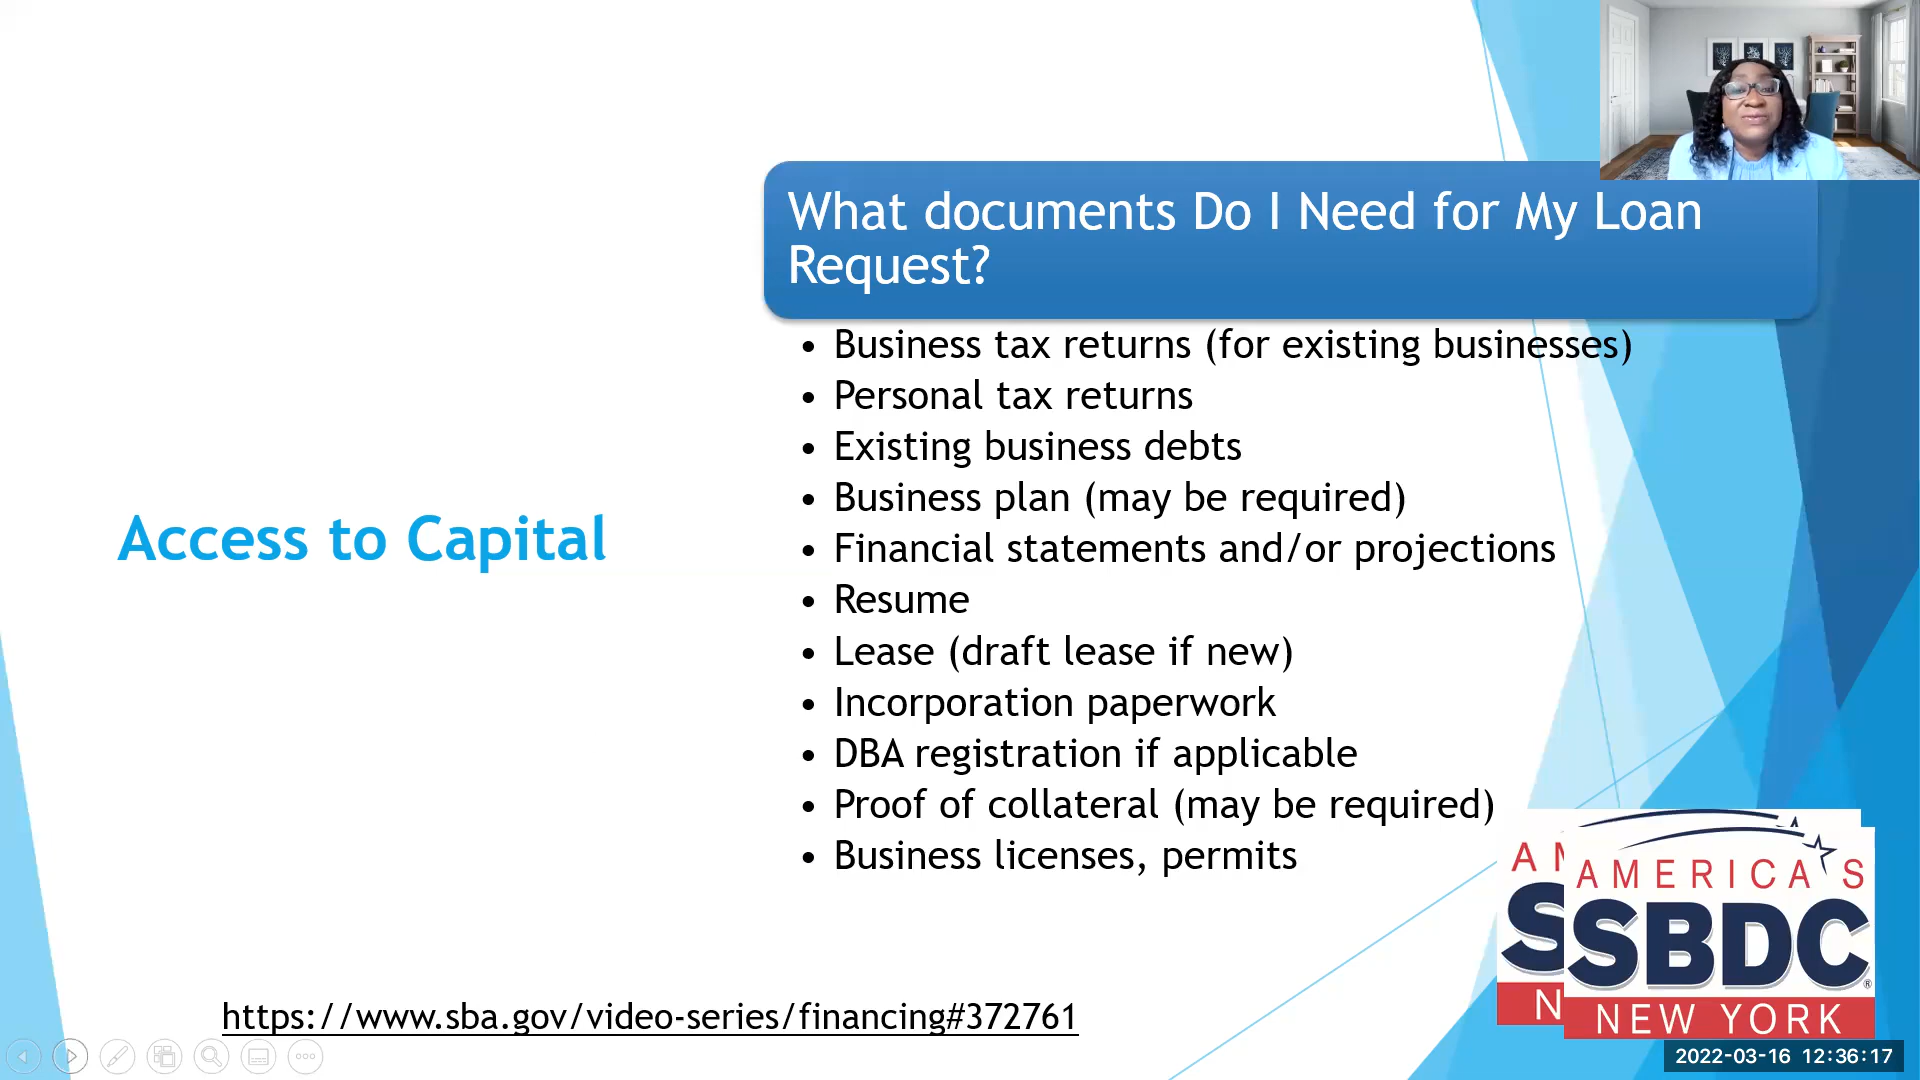 What documents Do I Need for My Loan
Request?
• Business tax returns (for existing businesses)
• Personal tax returns
• Existing business debts
• Business plan (may be required)
• Financial statements and/or projections
• Resume
• Lease (draft lease if new)
• Incorporation paperwork
• DBA registration if applicable
• Proof of collateral (may be required)
• Business licenses, permits
Access to Capital
https://www.sba.gov/video-series/financing#372761
A
S
N
AMERICA'S
SBDC®
NEW YORK
2022-03-16 12:36:17